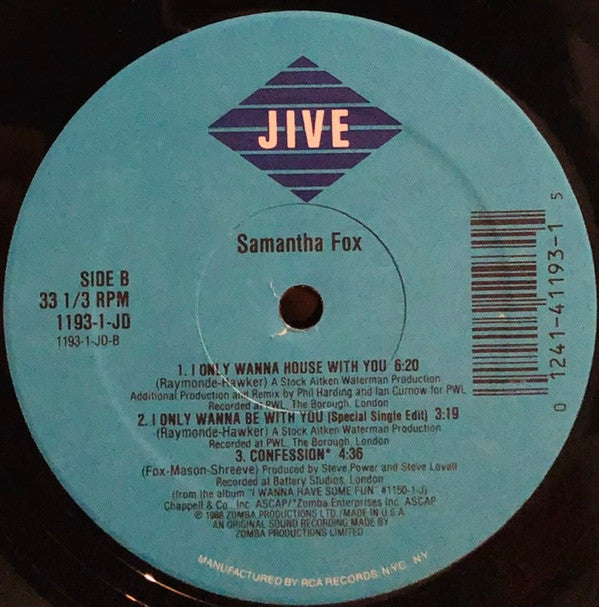 JIVE
Samantha Fox
SIDE B
33 1/3 RPM
1193-1-JD
1193-1-JD-B
0 1241-41193-1 5
1. I ONLY WANNA HOUSE WITH YOU 6:20
(Raymonde-Hawker) A Stock Aitken Waterman Production
Additional Production and Remix by Phil Harding and Ian Curnow for PWL
Recorded at PWL, The Borough, London
2. I ONLY WANNA BE WITH YOU (Special Single Edit) 3:19
(Raymonde-Hawker) A Stock Aitken Waterman Production
Recorded at PWL, The Borough, London
3. CONFESSION* 4:36
(Fox-Mason-Shreeve) Produced by Steve Power and Steve Lovell
Recorded at Battery Studios, London
(from the album "I WANNA HAVE SOME FUN" #1150-1-J)
Chappell & Co., Inc. ASCAP/*Zomba Enterprises Inc. ASCAP
℗ 1988 ZOMBA PRODUCTIONS LTD./MADE IN U.S.A.
AN ORIGINAL SOUND RECORDING MADE BY
ZOMBA PRODUCTIONS LIMITED
MANUFACTURED BY RCA RECORDS, NYC, NY